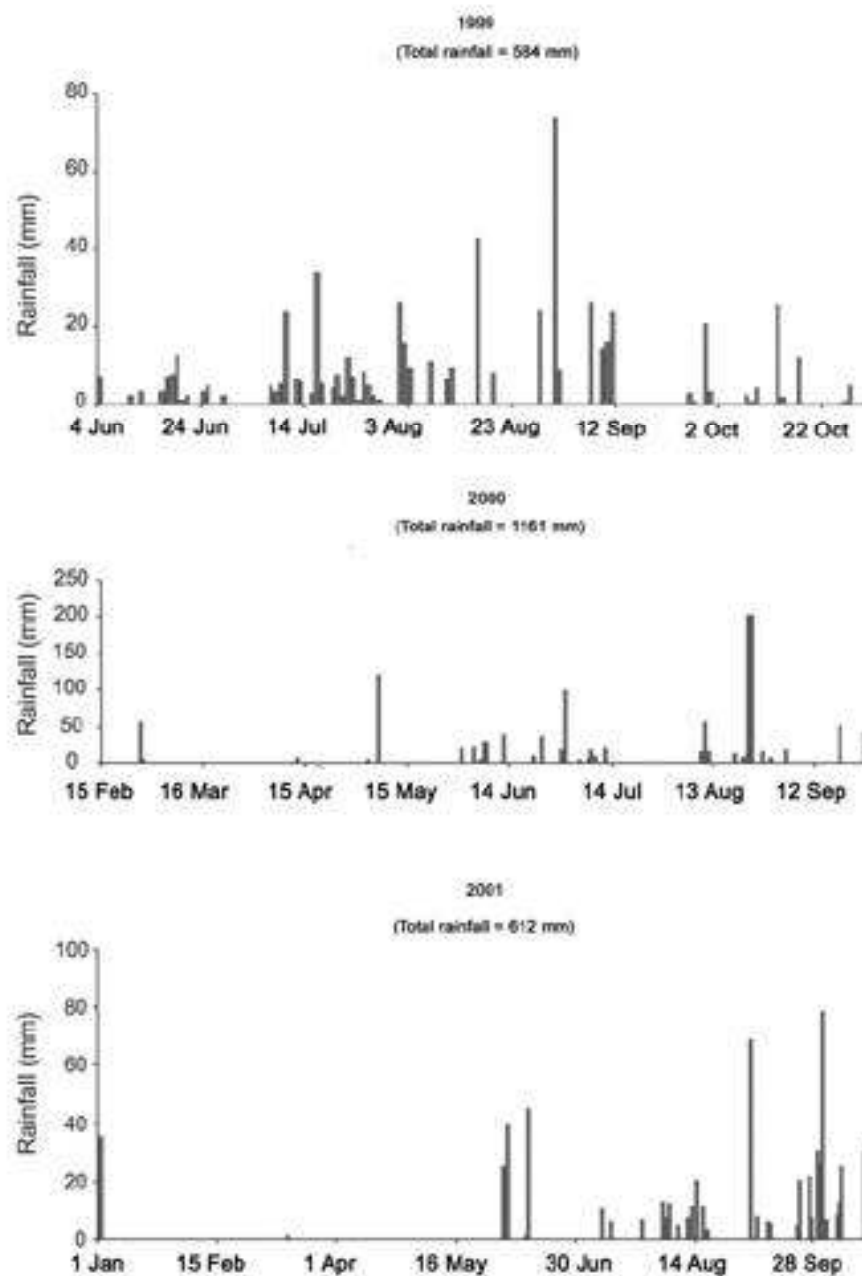 1999
(Total rainfall = 584 mm)
80
60
40
20
0
Rainfall (mm)
4 Jun 24 Jun 14 Jul 3 Aug 23 Aug 12 Sep 2 Oct 22 Oct
2000
(Total rainfall = 1161 mm)
250
200
150
100
50
0
Rainfall (mm)
15 Feb 16 Mar 15 Apr 15 May 14 Jun 14 Jul 13 Aug 12 Sep
2001
(Total rainfall = 612 mm)
100
80
60
40
20
0
Rainfall (mm)
1 Jan 15 Feb 1 Apr 16 May 30 Jun 14 Aug 28 Sep